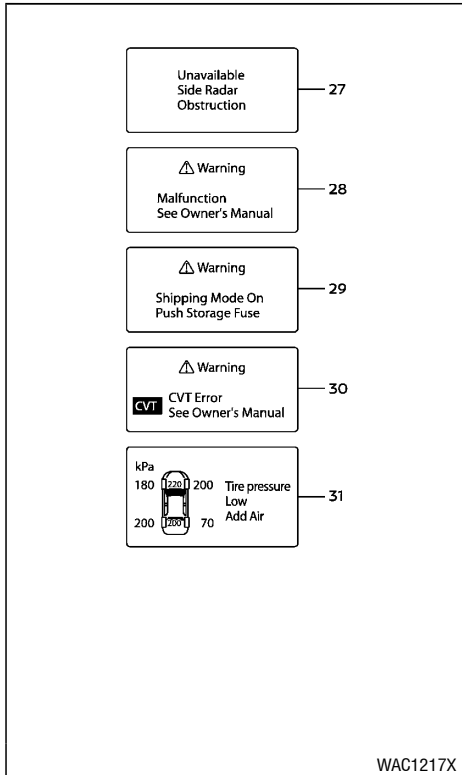 Unavailable
Side Radar
Obstruction
27
⚠ Warning
Malfunction
See Owner's Manual
28
⚠ Warning
Shipping Mode On
Push Storage Fuse
29
⚠ Warning
CVT
CVT Error
See Owner's Manual
30
kPa
180 220 200
200 200 70
Tire pressure
Low
Add Air
31
WAC1217X